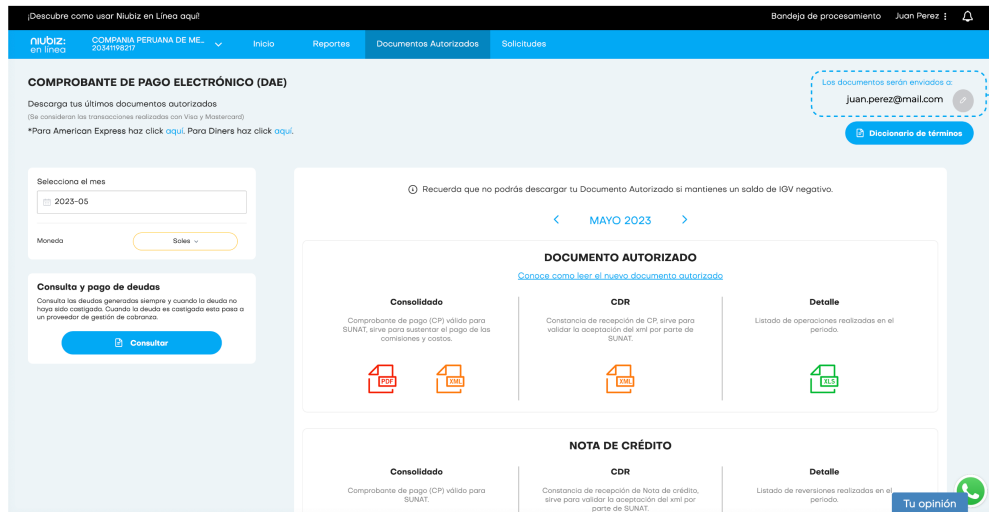 ¡Descubre como usar Niubiz en Línea aquí!
Bandeja de procesamiento
Juan Perez
niubiz:
en línea
COMPANIA PERUANA DE ME...
20341198217
Inicio
Reportes
Documentos Autorizados
Solicitudes
COMPROBANTE DE PAGO ELECTRÓNICO (DAE)
Descarga tus últimos documentos autorizados
(Se consideran las transacciones realizadas con Visa y Mastercard)
*Para American Express haz click aquí. Para Diners haz click aquí.
Los documentos serán enviados a:
juan.perez@mail.com
Diccionario de términos
Selecciona el mes
2023-05
Moneda
Soles
Consulta y pago de deudas
Consulta las deudas generadas siempre y cuando la deuda no
haya sido castigada. Cuando la deuda es castigada esta pasa a
un proveedor de gestión de cobranza.
Consultar
Recuerda que no podrás descargar tu Documento Autorizado si mantienes un saldo de IGV negativo.
MAYO 2023
DOCUMENTO AUTORIZADO
Conoce como leer el nuevo documento autorizado
Consolidado
Comprobante de pago (CP) válido para
SUNAT, sirve para sustentar el pago de las
comisiones y costos.
PDF
XML
CDR
Constancia de recepción de CP, sirve para
validar la aceptación del xml por parte de
SUNAT.
XML
Detalle
Listado de operaciones realizadas en el
periodo.
XLS
NOTA DE CRÉDITO
Consolidado
Comprobante de pago (CP) válido para
SUNAT.
CDR
Constancia de recepción de Nota de crédito,
sirve para validar la aceptación del xml por
parte de SUNAT.
Detalle
Listado de reversiones realizadas en el
periodo.
Tu opinión